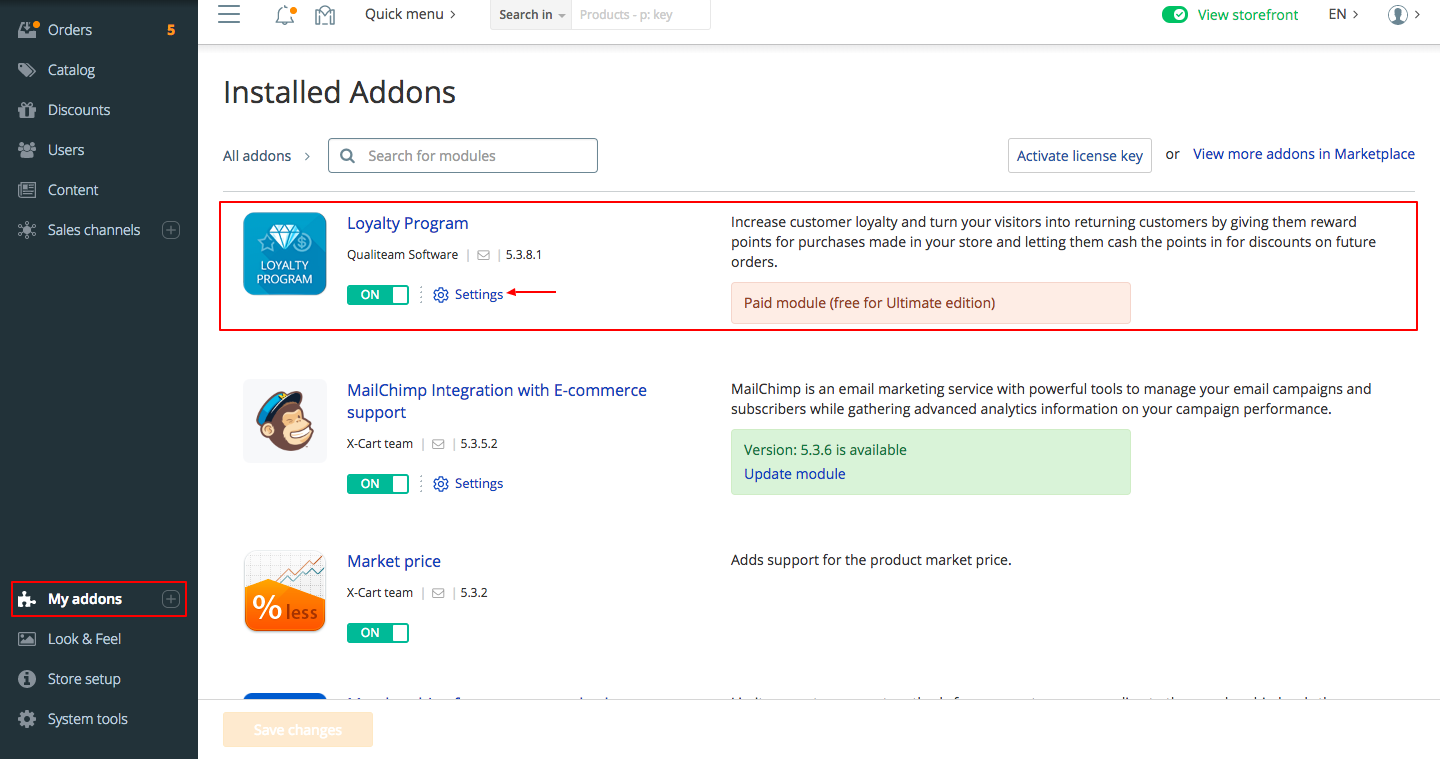 Orders 5
Catalog
Discounts
Users
Content
Sales channels
My addons
Look & Feel
Store setup
System tools
Quick menu
Search in
Products - p: key
View storefront
EN
Installed Addons
All addons
Search for modules
Activate license key
or
View more addons in Marketplace
LOYALTY
PROGRAM
Loyalty Program
Qualiteam Software | | 5.3.8.1
ON
Settings
Increase customer loyalty and turn your visitors into returning customers by giving them reward
points for purchases made in your store and letting them cash the points in for discounts on future
orders.
Paid module (free for Ultimate edition)
MailChimp Integration with E-commerce
support
X-Cart team | | 5.3.5.2
ON
Settings
MailChimp is an email marketing service with powerful tools to manage your email campaigns and
subscribers while gathering advanced analytics information on your campaign performance.
Version: 5.3.6 is available
Update module
% less
Market price
X-Cart team | | 5.3.2
ON
Adds support for the product market price.
Save changes